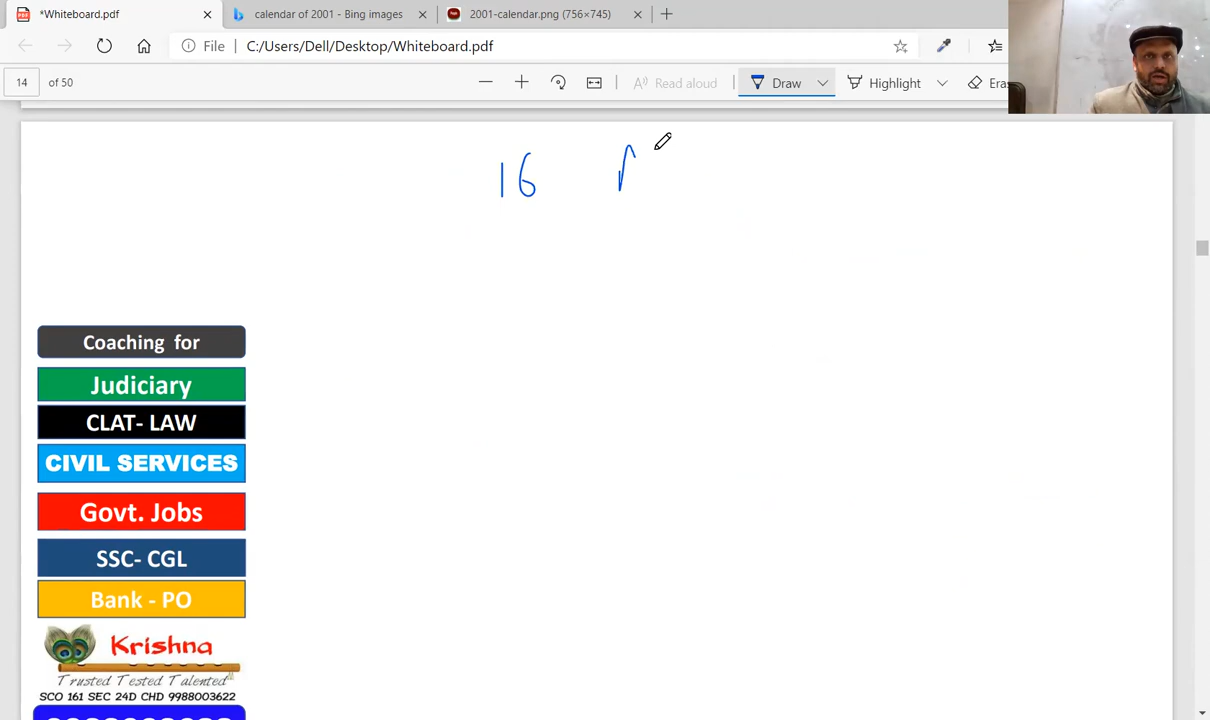 *Whiteboard.pdf
calendar of 2001 - Bing images
2001-calendar.png (756×745)
File
C:/Users/Dell/Desktop/Whiteboard.pdf
14
of 50
Read aloud
Draw
Highlight
16
Coaching for
Judiciary
CLAT- LAW
CIVIL SERVICES
Govt. Jobs
SSC- CGL
Bank - PO
Krishna
Trusted Tested Talented
SCO 161 SEC 24D CHD 9988003622